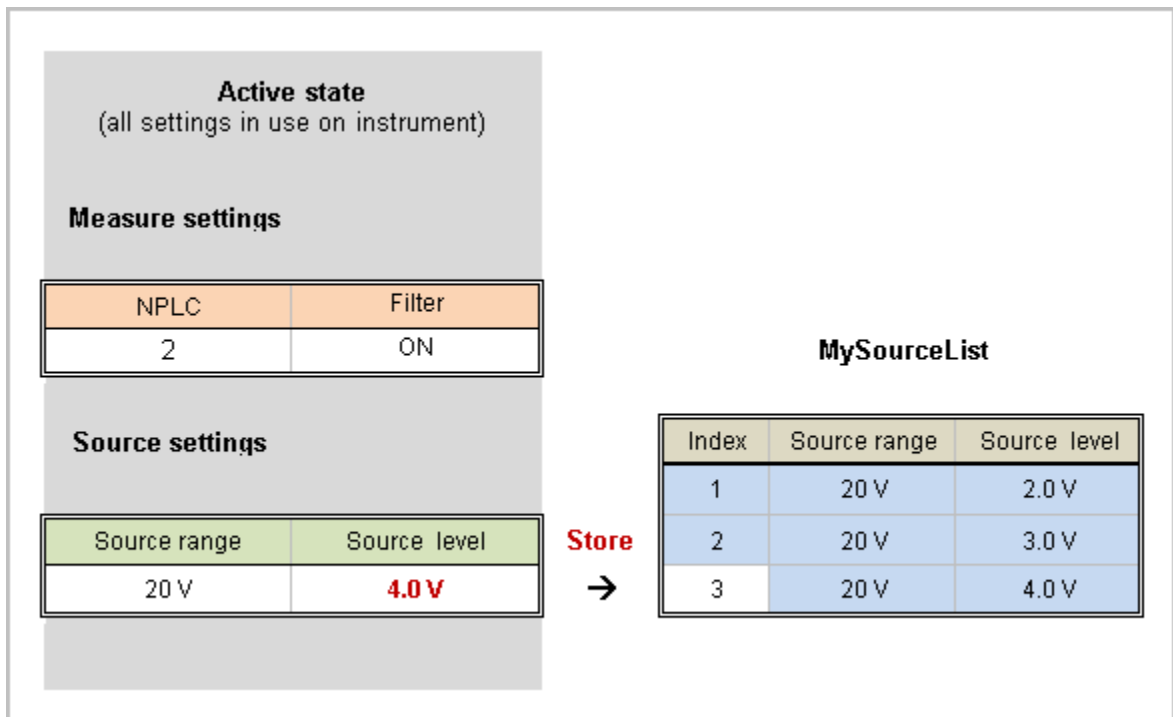 Active state
(all settings in use on instrument)
Measure settings
NPLC Filter
2 ON
Source settings
Source range Source level
20 V 4.0 V
Store
→
MySourceList
Index Source range Source level
1 20 V 2.0 V
2 20 V 3.0 V
3 20 V 4.0 V